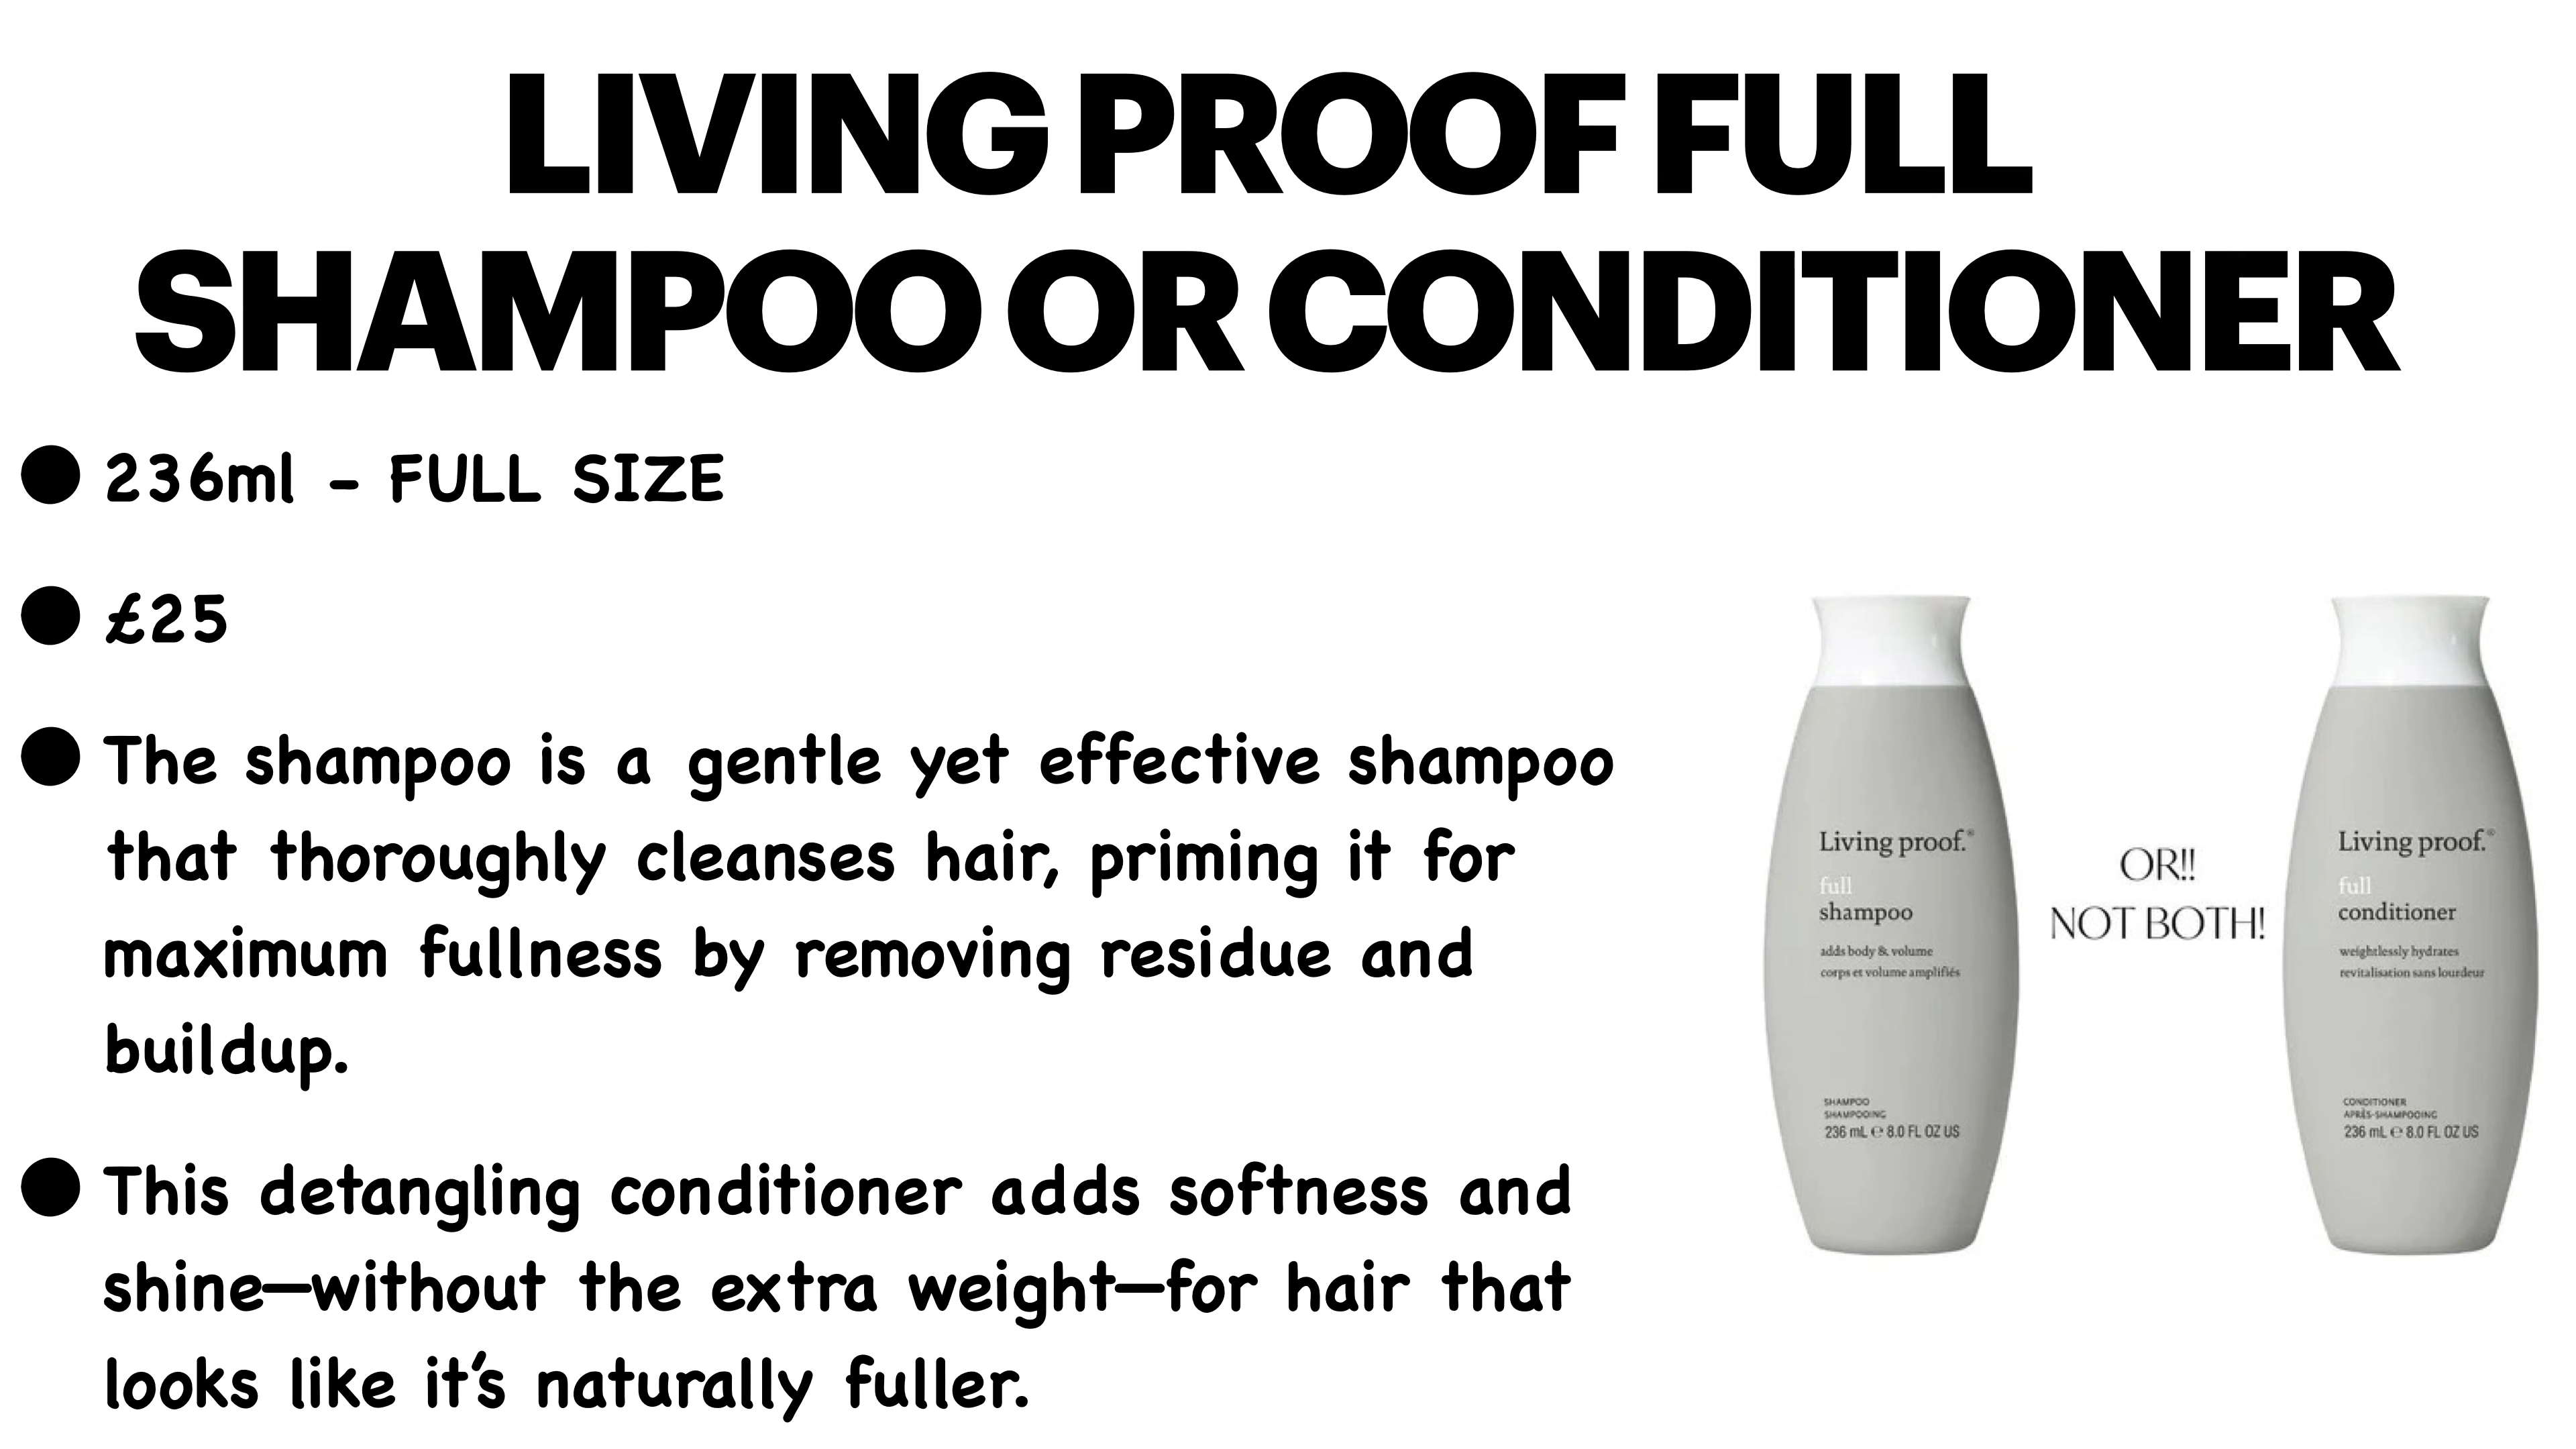 LIVING PROOF FULL
SHAMPOO OR CONDITIONER
236ml - FULL SIZE
£25
The shampoo is a gentle yet effective shampoo
that thoroughly cleanses hair, priming it for
maximum fullness by removing residue and
buildup.
This detangling conditioner adds softness and
shine—without the extra weight—for hair that
looks like it’s naturally fuller.
Living proof.®
full
shampoo
adds body & volume
corps et volume amplifiés
SHAMPOO
SHAMPOOING
236 mL ℮ 8.0 FL OZ US
OR!!
NOT BOTH!
Living proof.®
full
conditioner
weightlessly hydrates
revitalisation sans lourdeur
CONDITIONER
APRÈS-SHAMPOOING
236 mL ℮ 8.0 FL OZ US